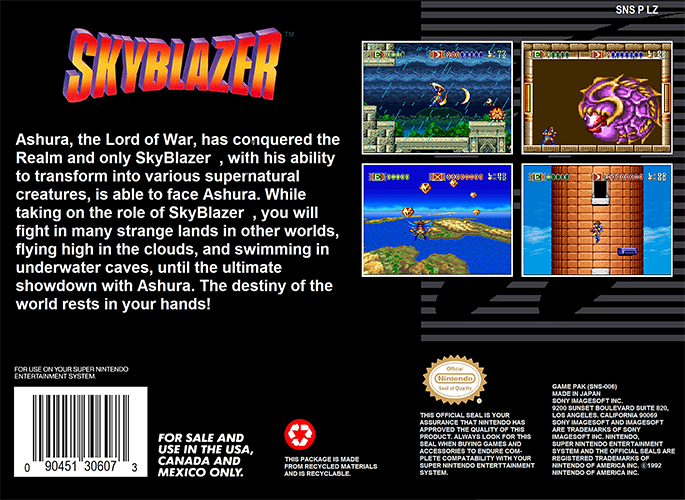 SNS P LZ
SKYBLAZER™
Ashura, the Lord of War, has conquered the
Realm and only SkyBlazer , with his ability
to transform into various supernatural
creatures, is able to face Ashura. While
taking on the role of SkyBlazer , you will
fight in many strange lands in other worlds,
flying high in the clouds, and swimming in
underwater caves, until the ultimate
showdown with Ashura. The destiny of the
world rests in your hands!
FOR USE ON YOUR SUPER NINTENDO
ENTERTAINMENT SYSTEM.
0 90451 30607 3
FOR SALE AND
USE IN THE USA,
CANADA AND
MEXICO ONLY.
THIS PACKAGE IS MADE
FROM RECYCLED MATERIALS
AND IS RECYCLABLE.
Official
Nintendo
Seal of Quality
THIS OFFICIAL SEAL IS YOUR
ASSURANCE THAT NINTENDO HAS
APPROVED THE QUALITY OF THIS
PRODUCT. ALWAYS LOOK FOR THIS
SEAL WHEN BUYING GAMES AND
ACCESSORIES TO ENDURE COM-
PLETE COMPATABILITY WITH YOUR
SUPER NINTENDO ENTERTTAINMENT
SYSTEM.
GAME PAK (SNS-006)
MADE IN JAPAN
SONY IMAGESOFT INC.
9200 SUNSET BOULEVARD SUITE 820,
LOS ANGELES. CALIFORNIA 90069
SONY IMAGESOFT AND IMAGESOFT
ARE TRADEMARKS OF SONY
IMAGESOFT INC. NINTENDO,
SUPER NINTENDO ENTERTAINMENT
SYSTEM AND THE OFFICIAL SEALS ARE
REGISTERED TRADEMARKS OF
NINTENDO OF AMERICA INC. ©1992
NINTENDO OF AMERICA INC.